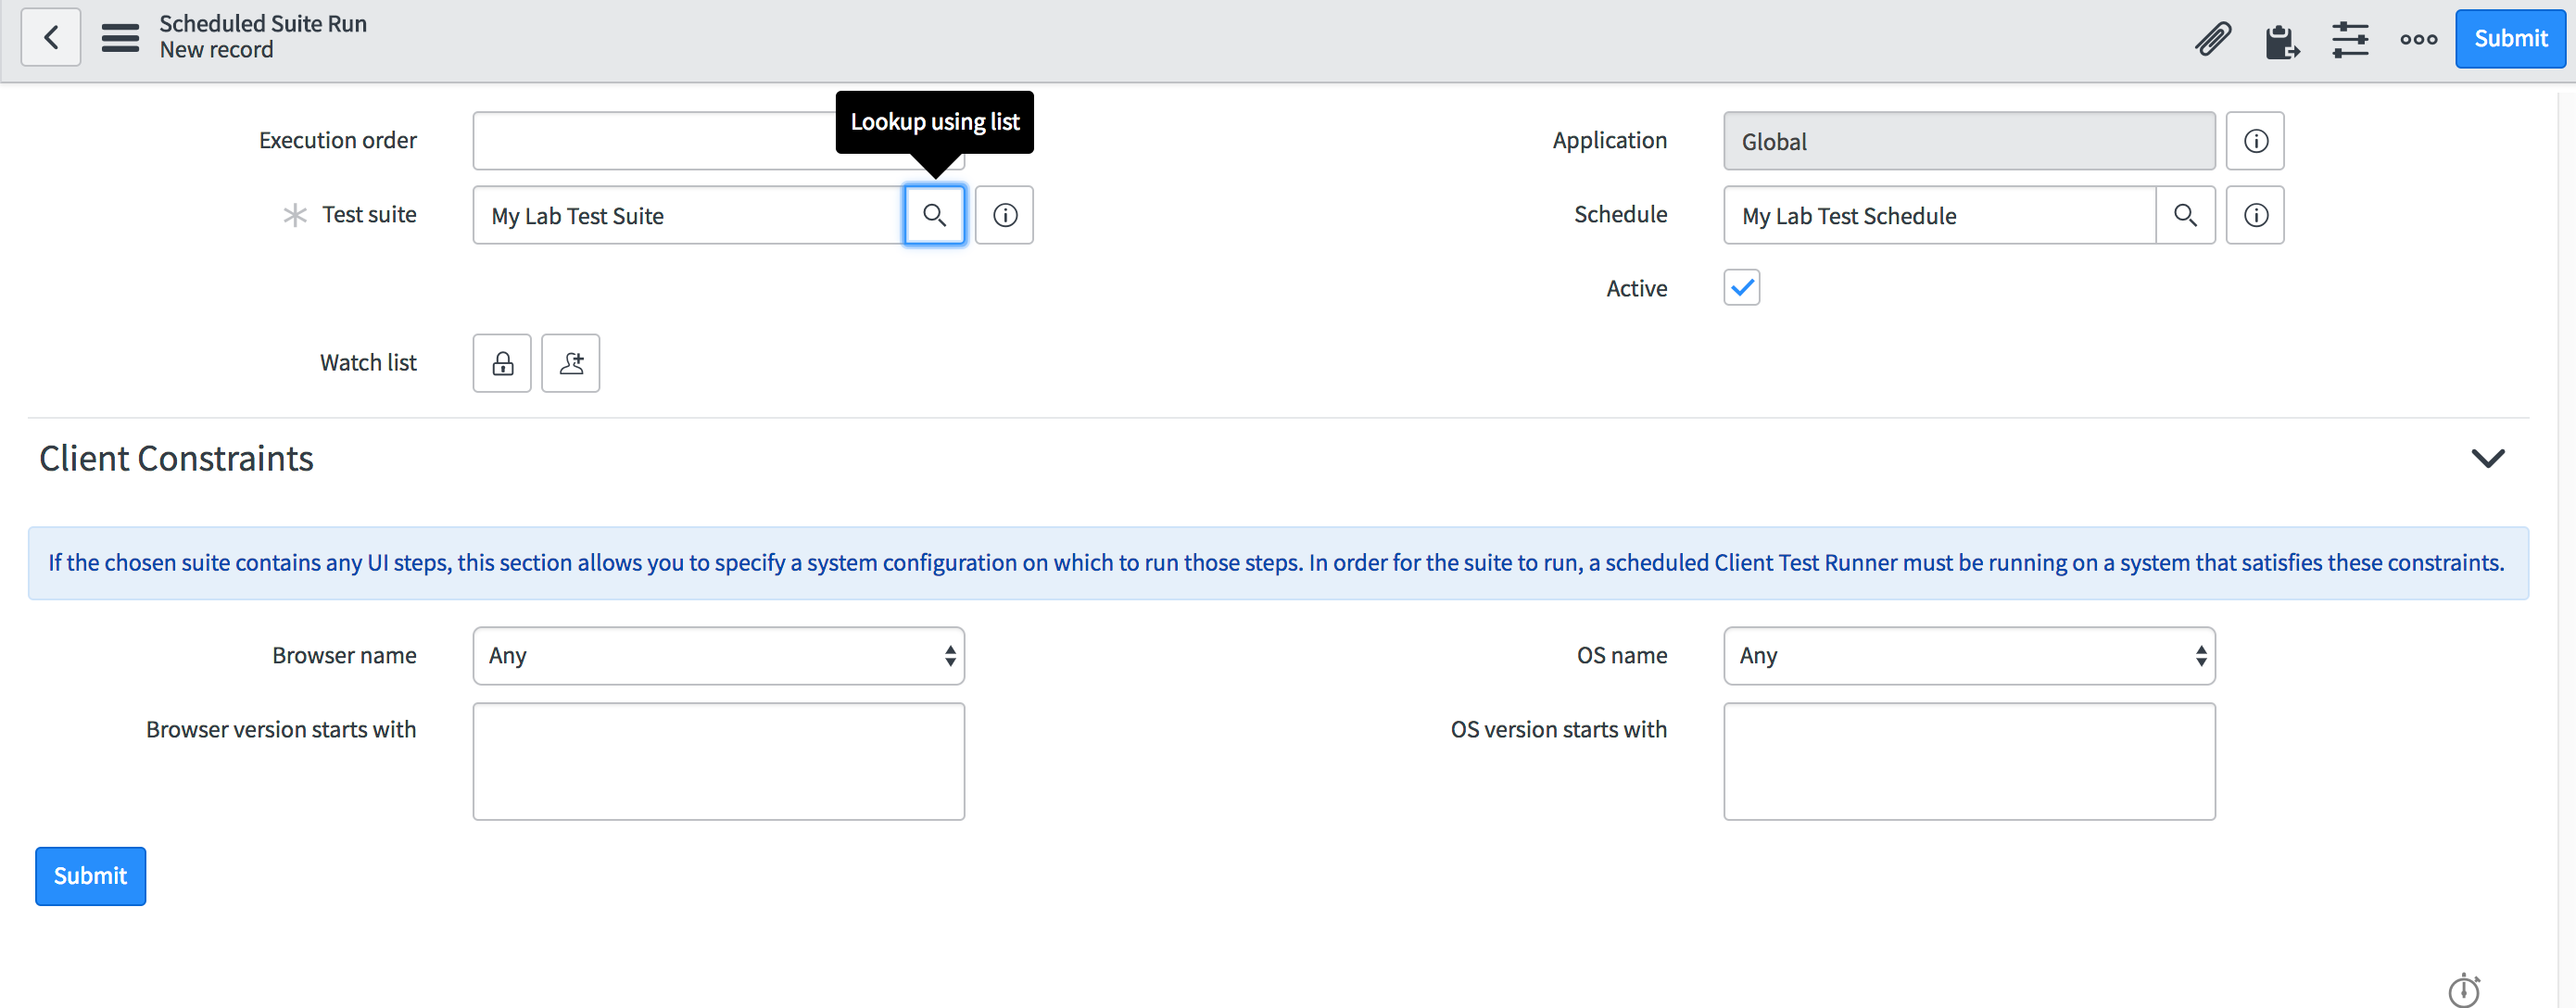 Scheduled Suite Run
New record
Submit
Lookup using list
Execution order
Application
Global
Test suite
My Lab Test Suite
Schedule
My Lab Test Schedule
Active
Watch list
Client Constraints
If the chosen suite contains any UI steps, this section allows you to specify a system configuration on which to run those steps. In order for the suite to run, a scheduled Client Test Runner must be running on a system that satisfies these constraints.
Browser name
Any
OS name
Any
Browser version starts with
OS version starts with
Submit